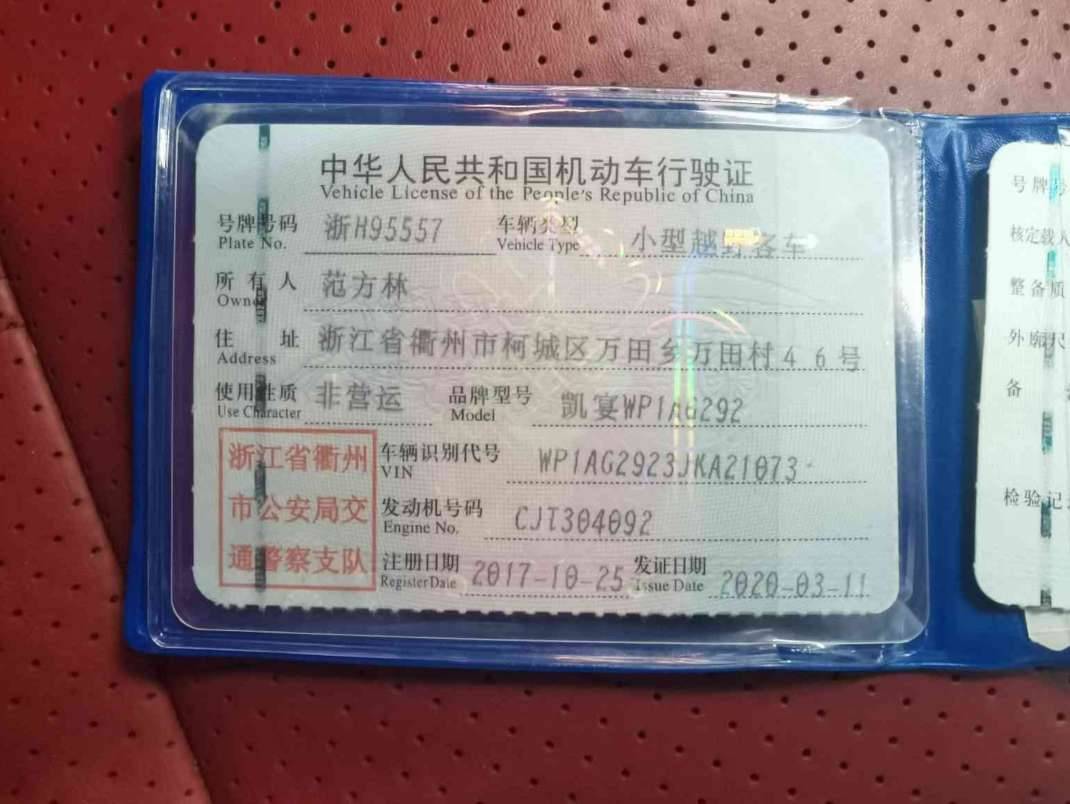 中华人民共和国机动车行驶证
Vehicle License of the People's Republic of China
号牌号码 浙H95557 车辆类型 小型越野客车
Plate No. Vehicle Type
所有人 范方林
Owner
住址 浙江省衢州市柯城区万田乡万田村46号
Address
使用性质 非营运 品牌型号 凯宴WP1AG292
Use Character Model
浙江省衢州
市公安局交
通警察支队
车辆识别代号 WP1AG2923JKA21073
VIN
发动机号码 CJT304092
Engine No.
注册日期 2017-10-25 发证日期 2020-03-11
Register Date Issue Date
号牌
核定载人
整备质
外廓尺
备
检验记